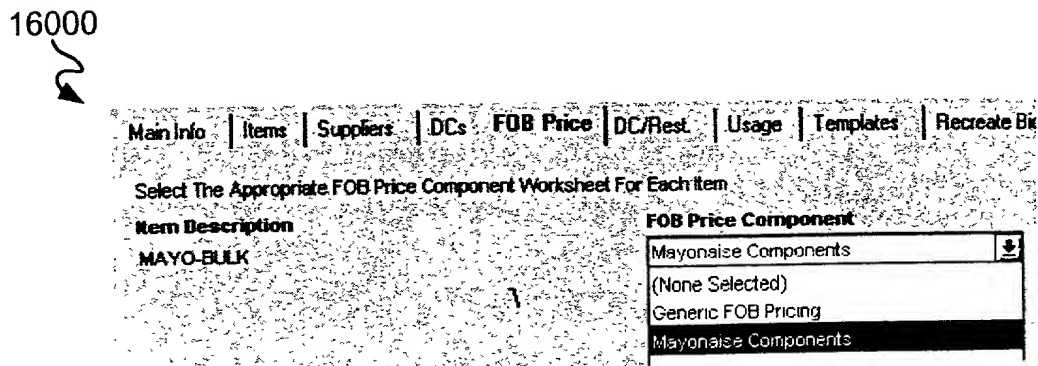 16000
Main Info Items Suppliers DCs FOB Price DC/Rest. Usage Templates Recreate Bi
Select The Appropriate FOB Price Component Worksheet For Each Item
Item Description FOB Price Component
MAYO-BULK Mayonaise Components
(None Selected)
Generic FOB Pricing
Mayonaise Components